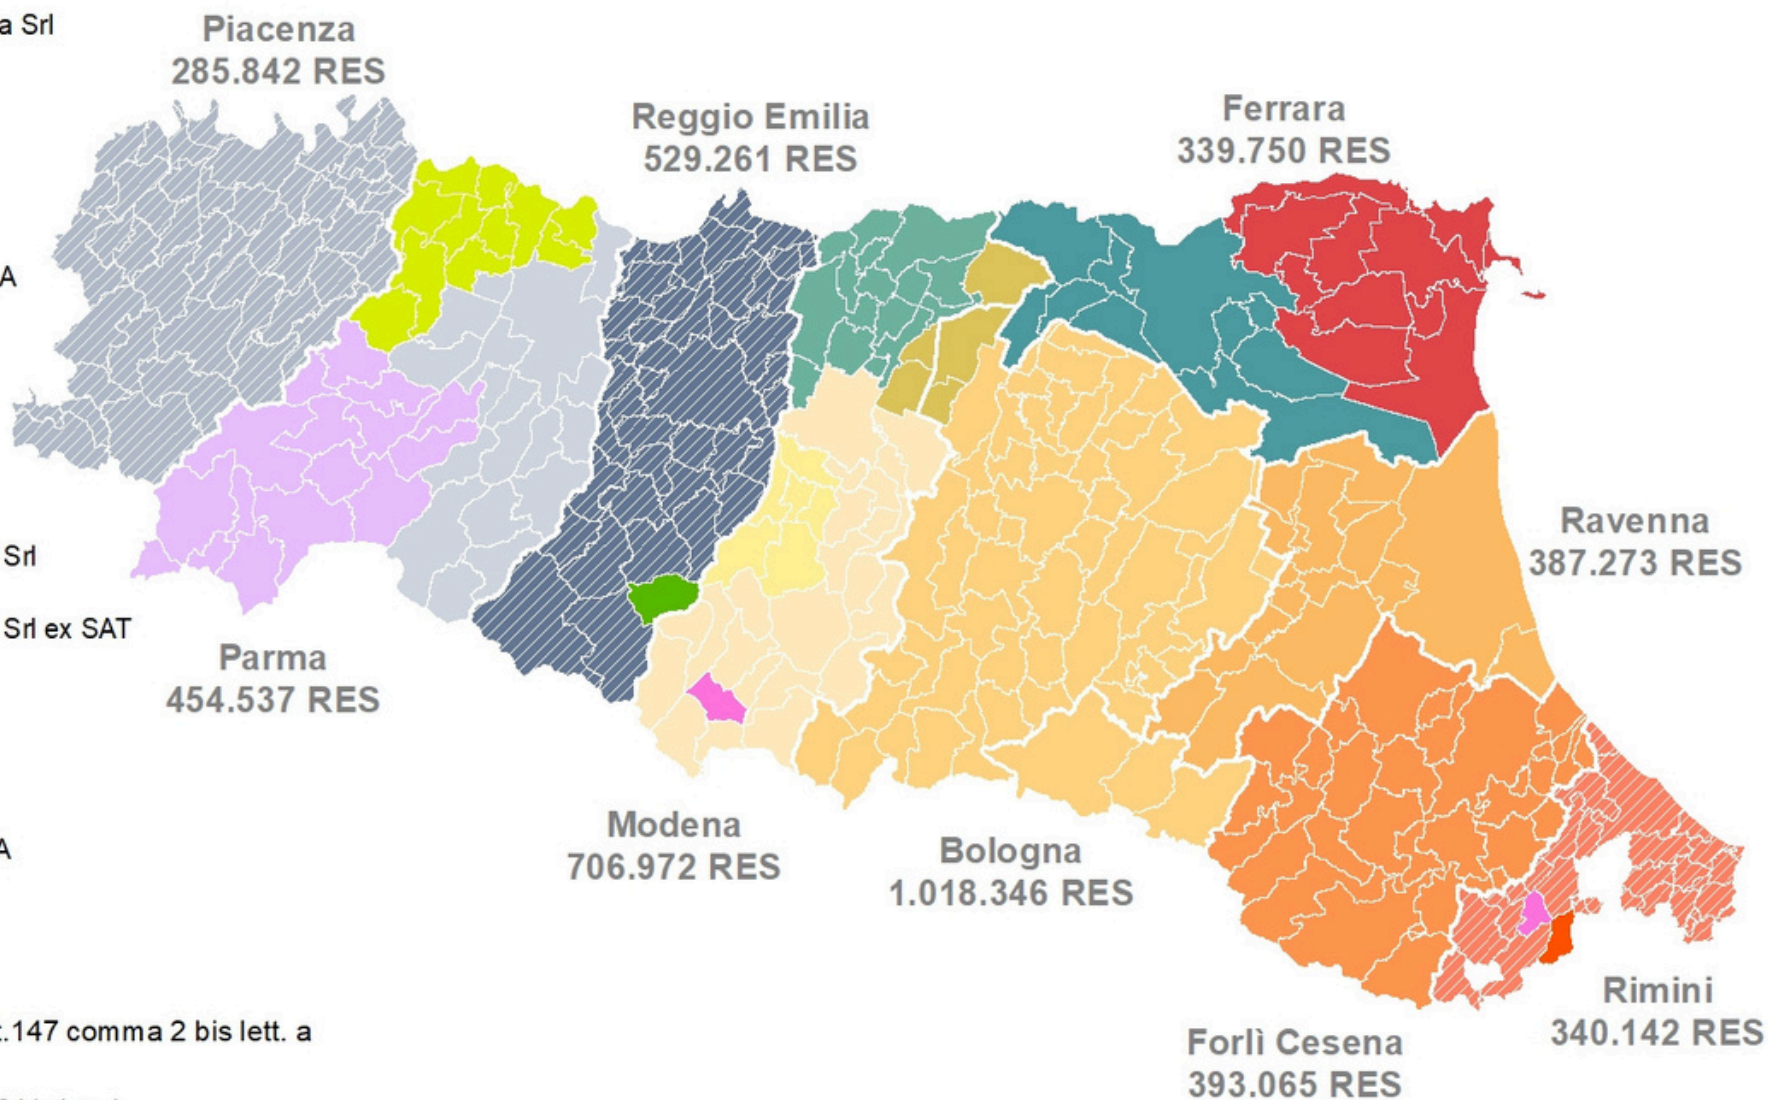 a Srl
Piacenza
285.842 RES
Reggio Emilia
529.261 RES
Ferrara
339.750 RES
A
Ravenna
387.273 RES
Srl
Srl ex SAT
Parma
454.537 RES
Modena
706.972 RES
Bologna
1.018.346 RES
A
Rimini
340.142 RES
.147 comma 2 bis lett. a
Forlì Cesena
393.065 RES